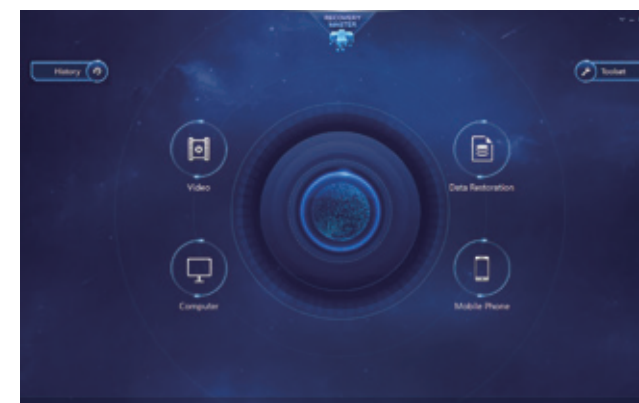 RECOVERY
MASTER
History
Toolset
Video
Data Restoration
Computer
Mobile Phone